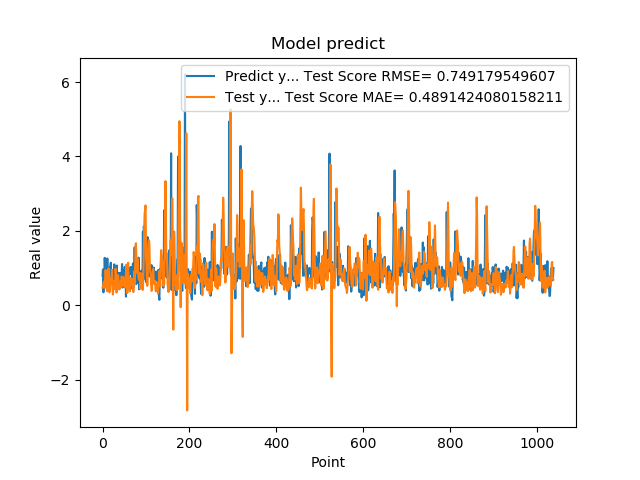 Model predict
Predict y... Test Score RMSE= 0.749179549607
Test y... Test Score MAE= 0.4891424080158211
Real value
6
4
2
0
−2
0 200 400 600 800 1000
Point